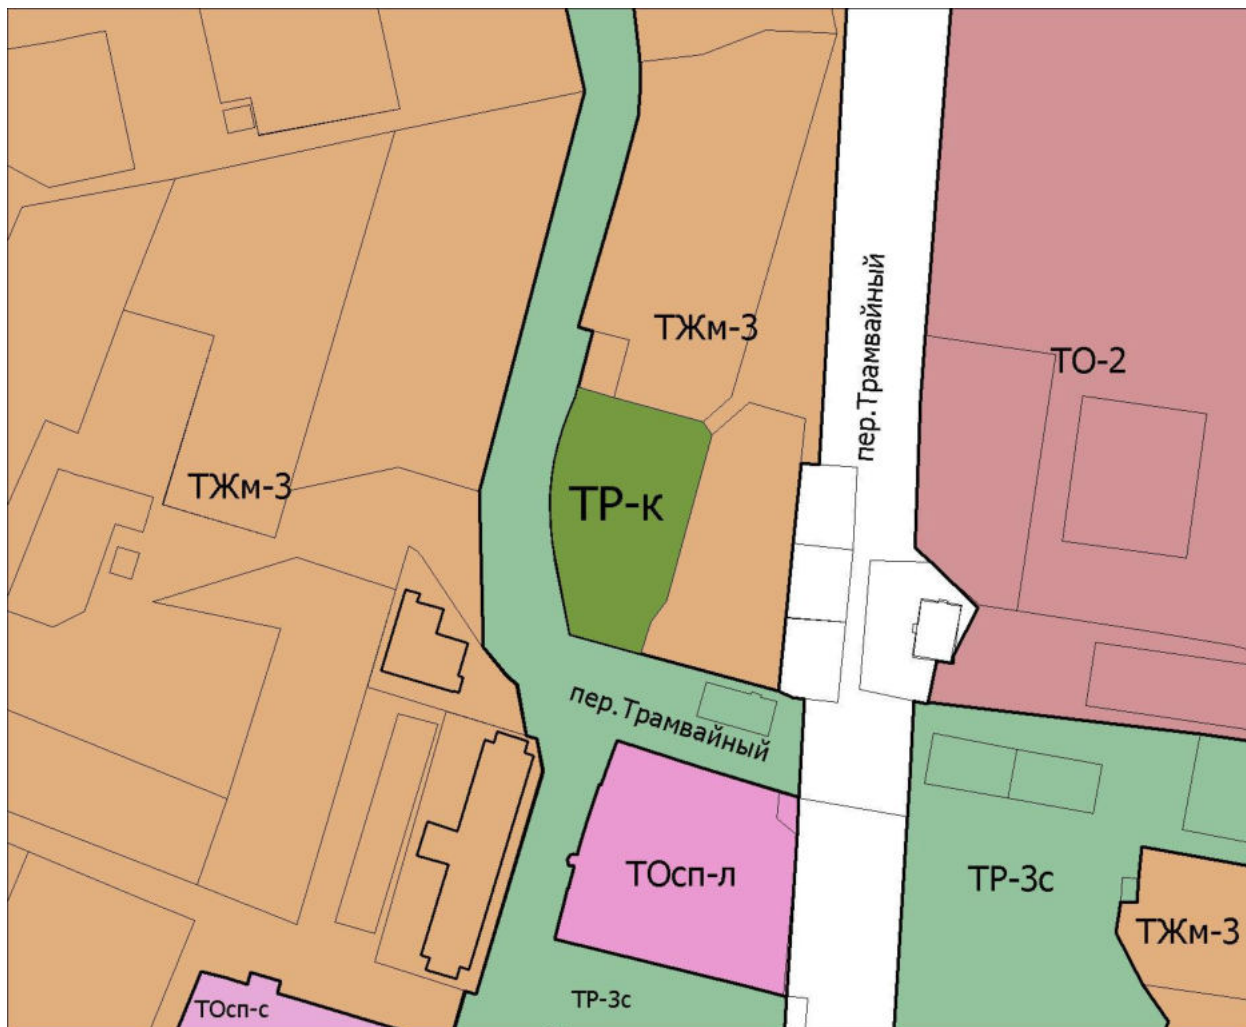 ТЖм-3
пер.Трамвайный
ТО-2
ТЖм-3
ТР-к
пер.Трамвайный
ТОсп-л
ТР-3с
ТЖм-3
ТОсп-с
ТР-3с